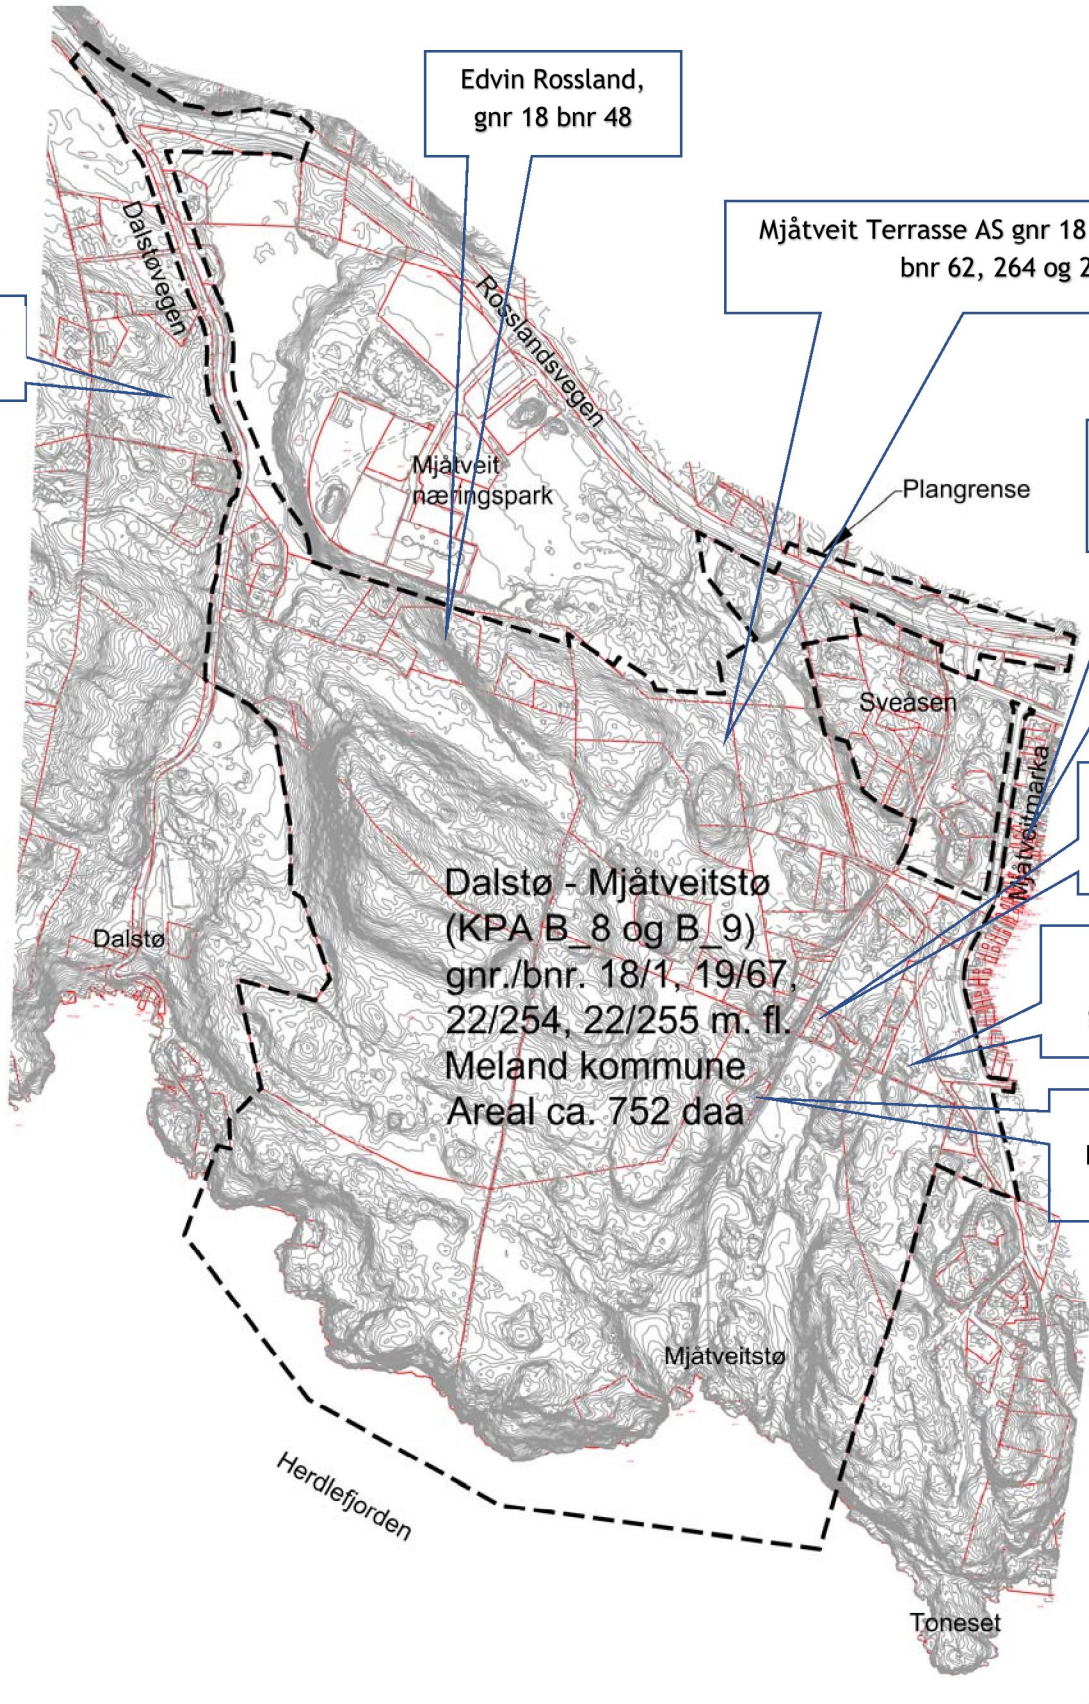 Edvin Rossland,
gnr 18 bnr 48
Mjåtveit Terrasse AS gnr 18
bnr 62, 264 og 2
Dalstøvegen
Rosslandsvegen
Mjåtveit
næringspark
Plangrense
Sveåsen
Mjåtveitmarka
Dalstø - Mjåtveitstø
(KPA B_8 og B_9)
gnr./bnr. 18/1, 19/67,
22/254, 22/255 m. fl.
Meland kommune
Areal ca. 752 daa
Dalstø
Mjåtveitstø
Herdlefjorden
Toneset